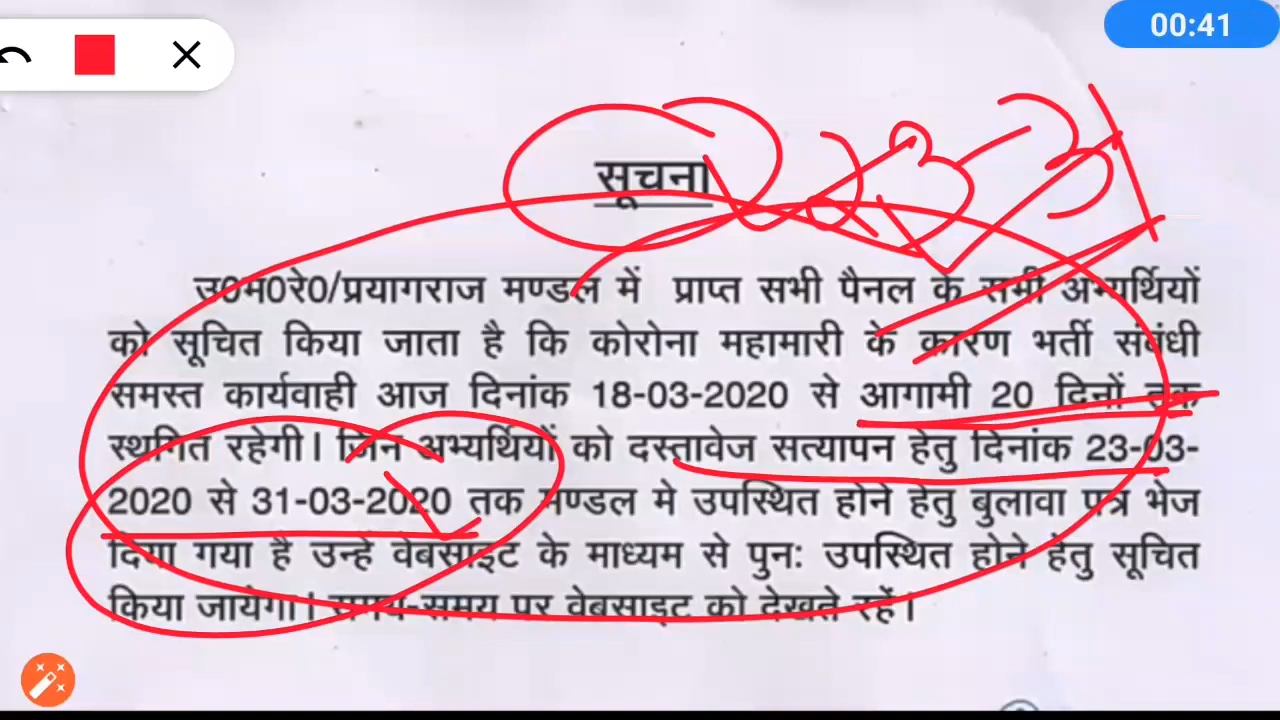 00:41
सूचना
उ0म0रे0/प्रयागराज मण्डल में प्राप्त सभी पैनल के सभी अभ्यर्थियों
को सूचित किया जाता है कि कोरोना महामारी के कारण भर्ती संबंधी
समस्त कार्यवाही आज दिनांक 18-03-2020 से आगामी 20 दिनों तक
स्थगित रहेगी। जिन अभ्यर्थियों को दस्तावेज सत्यापन हेतु दिनांक 23-03-
2020 से 31-03-2020 तक मण्डल मे उपस्थित होने हेतु बुलावा पत्र भेज
दिया गया है उन्हे वेबसाइट के माध्यम से पुनः उपस्थित होने हेतु सूचित
किया जायेगा। समय-समय पर वेबसाइट को देखते रहें।